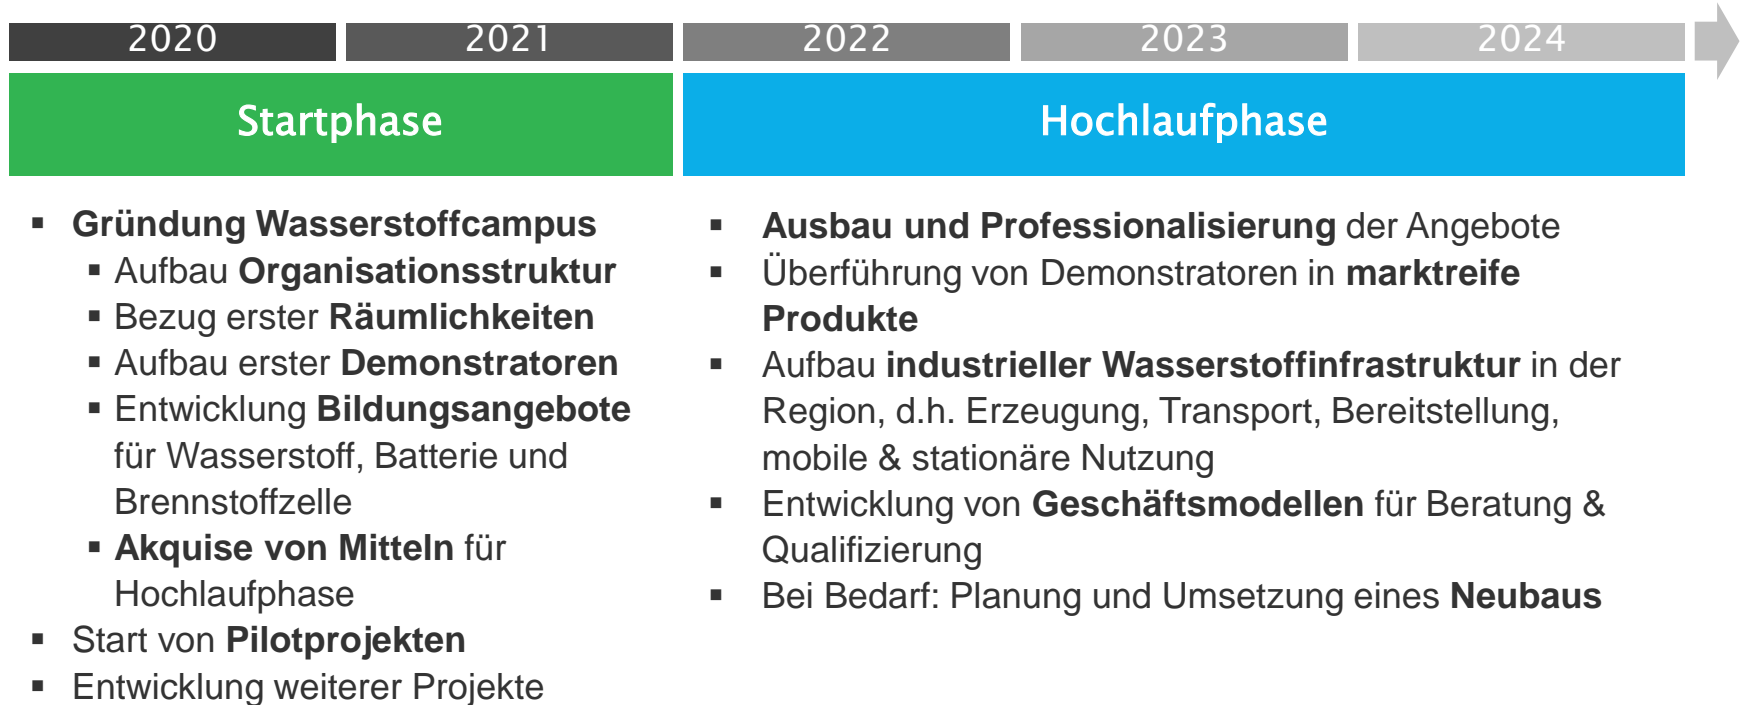 2020 2021 2022 2023 2024
Startphase
Hochlaufphase
▪ Gründung Wasserstoffcampus
▪ Aufbau Organisationsstruktur
▪ Bezug erster Räumlichkeiten
▪ Aufbau erster Demonstratoren
▪ Entwicklung Bildungsangebote
für Wasserstoff, Batterie und
Brennstoffzelle
▪ Akquise von Mitteln für
Hochlaufphase
▪ Start von Pilotprojekten
▪ Entwicklung weiterer Projekte
▪ Ausbau und Professionalisierung der Angebote
▪ Überführung von Demonstratoren in marktreife
Produkte
▪ Aufbau industrieller Wasserstoffinfrastruktur in der
Region, d.h. Erzeugung, Transport, Bereitstellung,
mobile & stationäre Nutzung
▪ Entwicklung von Geschäftsmodellen für Beratung &
Qualifizierung
▪ Bei Bedarf: Planung und Umsetzung eines Neubaus